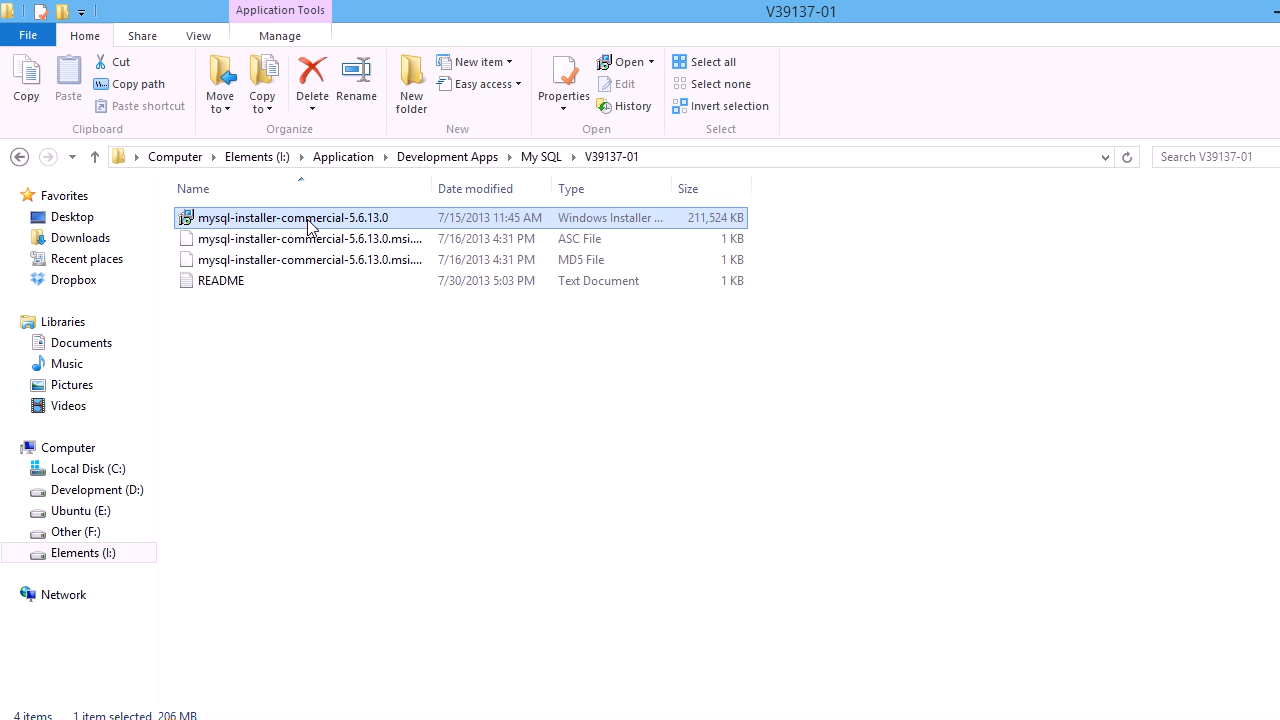 Application Tools
V39137-01
File
Home
Share
View
Manage
Copy
Paste
Cut
Copy path
Paste shortcut
Clipboard
Move to
Copy to
Delete
Rename
Organize
New folder
New item
Easy access
New
Properties
Open
Edit
History
Open
Select all
Select none
Invert selection
Select
Computer
Elements (I:)
Application
Development Apps
My SQL
V39137-01
Search V39137-01
Name
Date modified
Type
Size
mysql-installer-commercial-5.6.13.0 7/15/2013 11:45 AM Windows Installer ... 211,524 KB
mysql-installer-commercial-5.6.13.0.msi.... 7/16/2013 4:31 PM ASC File 1 KB
mysql-installer-commercial-5.6.13.0.msi.... 7/16/2013 4:31 PM MD5 File 1 KB
README 7/30/2013 5:03 PM Text Document 1 KB
Favorites
Desktop
Downloads
Recent places
Dropbox
Libraries
Documents
Music
Pictures
Videos
Computer
Local Disk (C:)
Development (D:)
Ubuntu (E:)
Other (F:)
Elements (I:)
Network
4 items 1 item selected 206 MB